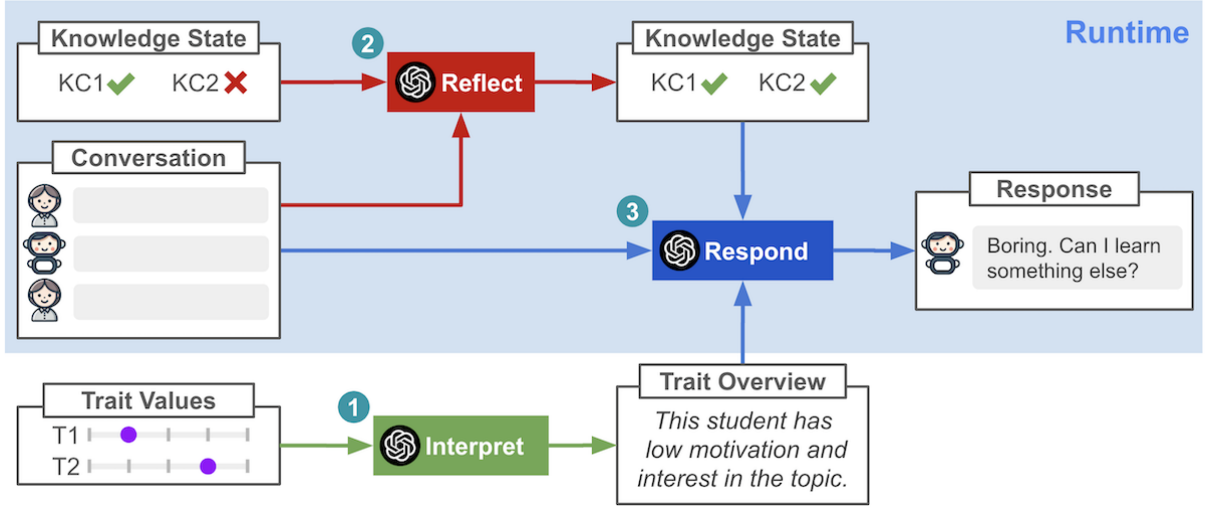 Runtime
Knowledge State
KC1 KC2
2
Reflect
Knowledge State
KC1 KC2
Conversation
3
Respond
Response
Boring. Can I learn
something else?
Trait Values
T1
T2
1
Interpret
Trait Overview
This student has
low motivation and
interest in the topic.